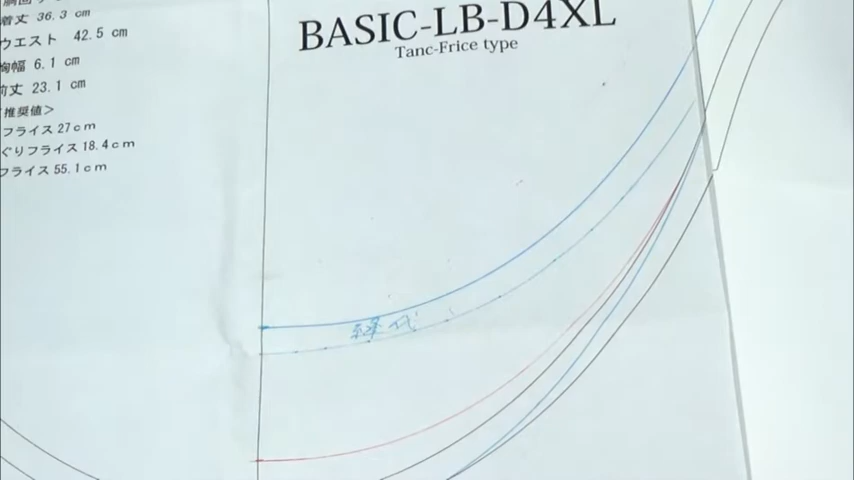 着丈 36.3 cm
ウエスト 42.5 cm
胸幅 6.1 cm
前丈 23.1 cm
推奨値>
フライス 27cm
ぐりフライス 18.4cm
フライス 55.1cm
BASIC-LB-D4XL
Tanc-Frice type
縫代